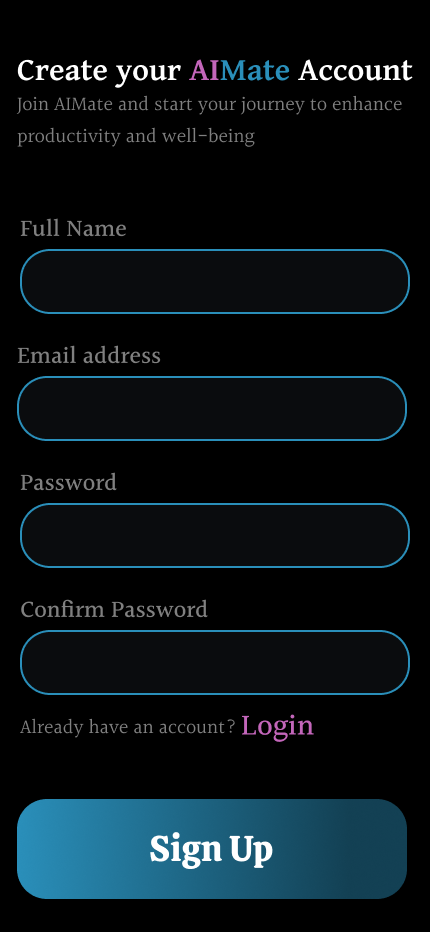 Create your AIMate Account
Join AIMate and start your journey to enhance
productivity and well-being
Full Name
Email address
Password
Confirm Password
Already have an account? Login
Sign Up